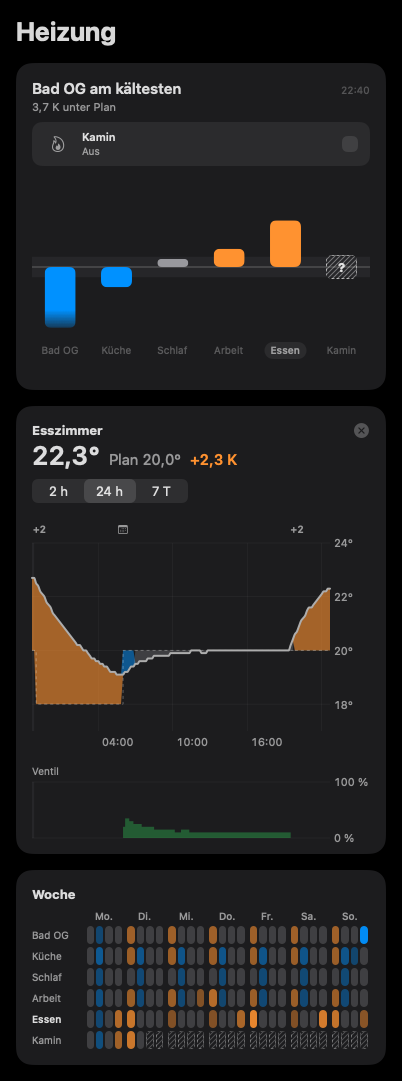 Heizung
Bad OG am kältesten 22:40
3,7 K unter Plan
Kamin
Aus
?
Bad OG Küche Schlaf Arbeit Essen Kamin
Esszimmer
22,3° Plan 20,0° +2,3 K
2 h 24 h 7 T
+2 +2
24°
22°
20°
18°
04:00 10:00 16:00
Ventil
100 %
0 %
Woche
Mo. Di. Mi. Do. Fr. Sa. So.
Bad OG
Küche
Schlaf
Arbeit
Essen
Kamin